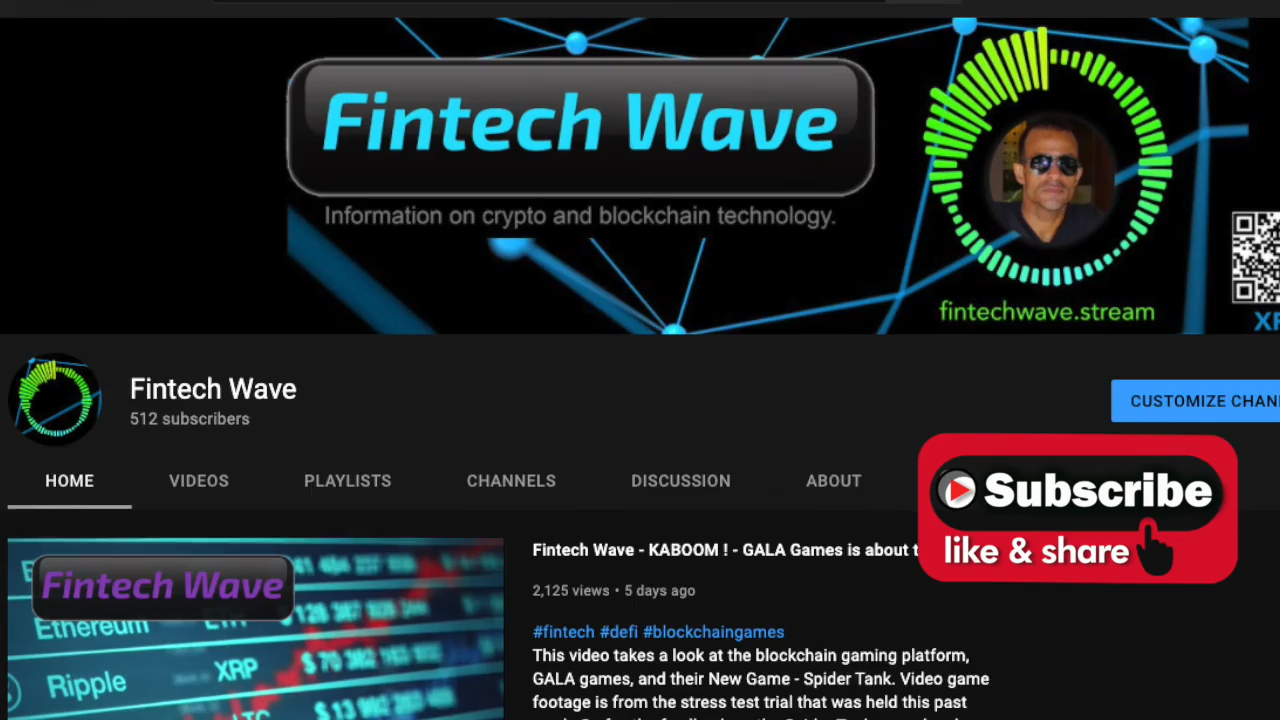 Fintech Wave
Information on crypto and blockchain technology.
fintechwave.stream
Fintech Wave
512 subscribers
CUSTOMIZE
HOME VIDEOS PLAYLISTS CHANNELS DISCUSSION ABOUT
Subscribe
like & share
Fintech Wave - KABOOM ! - GALA Games is about
2,125 views • 5 days ago
#fintech #defi #blockchaingames
This video takes a look at the blockchain gaming platform,
GALA games, and their New Game - Spider Tank. Video game
footage is from the stress test trial that was held this past
Fintech Wave
Ethereum
Ripple XRP